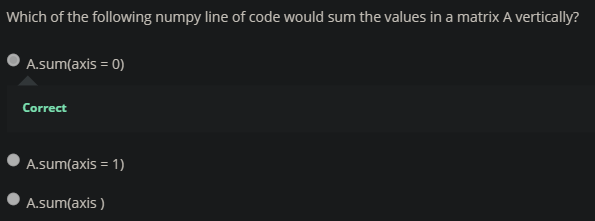 Which of the following numpy line of code would sum the values in a matrix A vertically?
A.sum(axis = 0)
Correct
A.sum(axis = 1)
A.sum(axis )